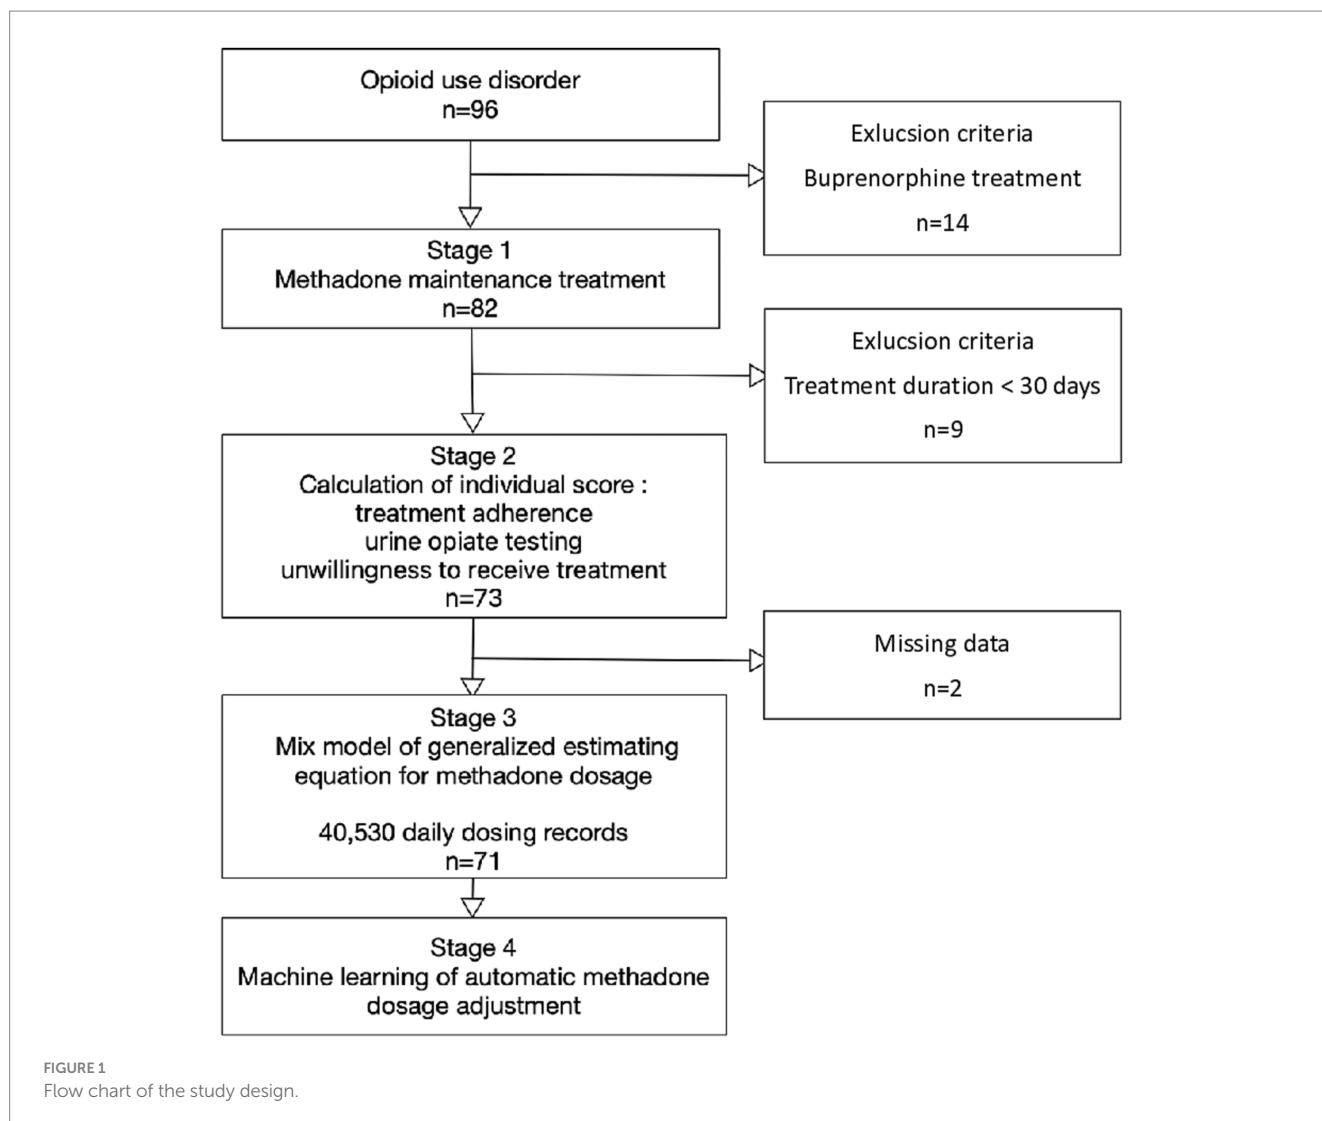 Opioid use disorder
n=96
Exlucsion criteria
Buprenorphine treatment
n=14
Stage 1
Methadone maintenance treatment
n=82
Exlucsion criteria
Treatment duration < 30 days
n=9
Stage 2
Calculation of individual score :
treatment adherence
urine opiate testing
unwillingness to receive treatment
n=73
Missing data
n=2
Stage 3
Mix model of generalized estimating
equation for methadone dosage
40,530 daily dosing records
n=71
Stage 4
Machine learning of automatic methadone
dosage adjustment
FIGURE 1
Flow chart of the study design.